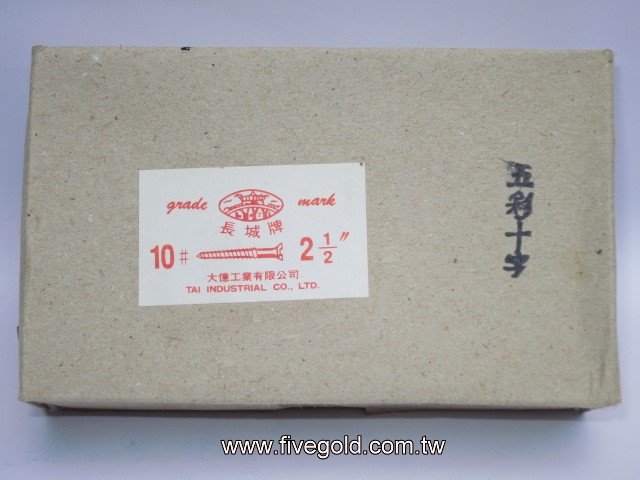 grade mark
長城牌
10# 2 1/2"
大億工業有限公司
TAI INDUSTRIAL CO., LTD.
五彩十字
www.fivegold.com.tw